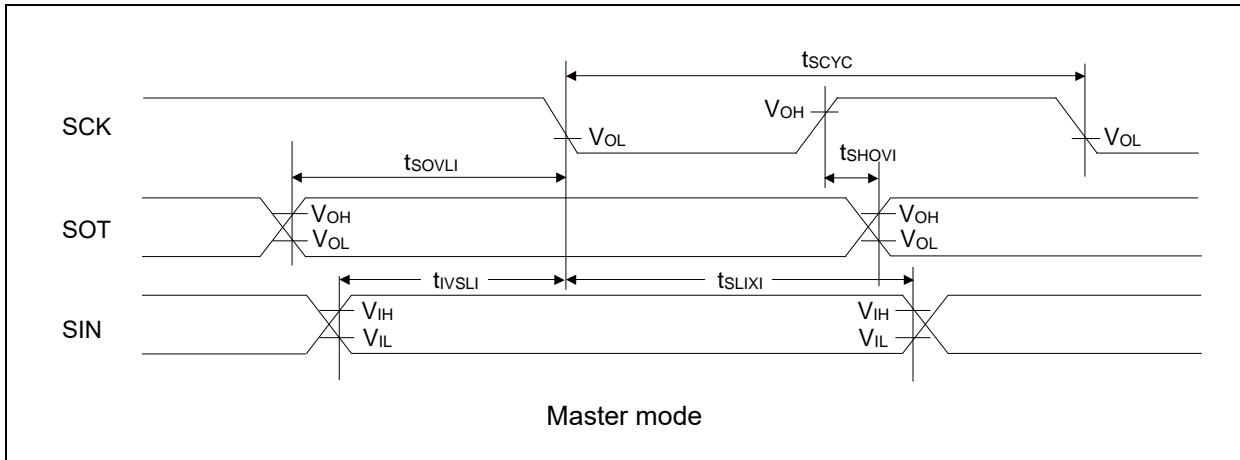 tSCYC
SCK
VOH
VOL
VOL
tSHOVI
tSOVLI
SOT
VOH
VOL
VOH
VOL
tIVSLI
tSLIXI
SIN
VIH
VIL
VIH
VIL
Master mode